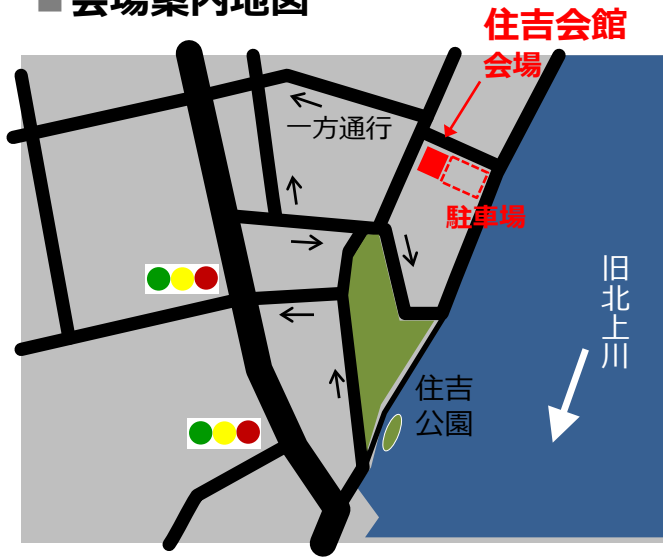 ■会場案内地図
住吉会館
会場
一方通行
駐車場
旧北上川
住吉
公園